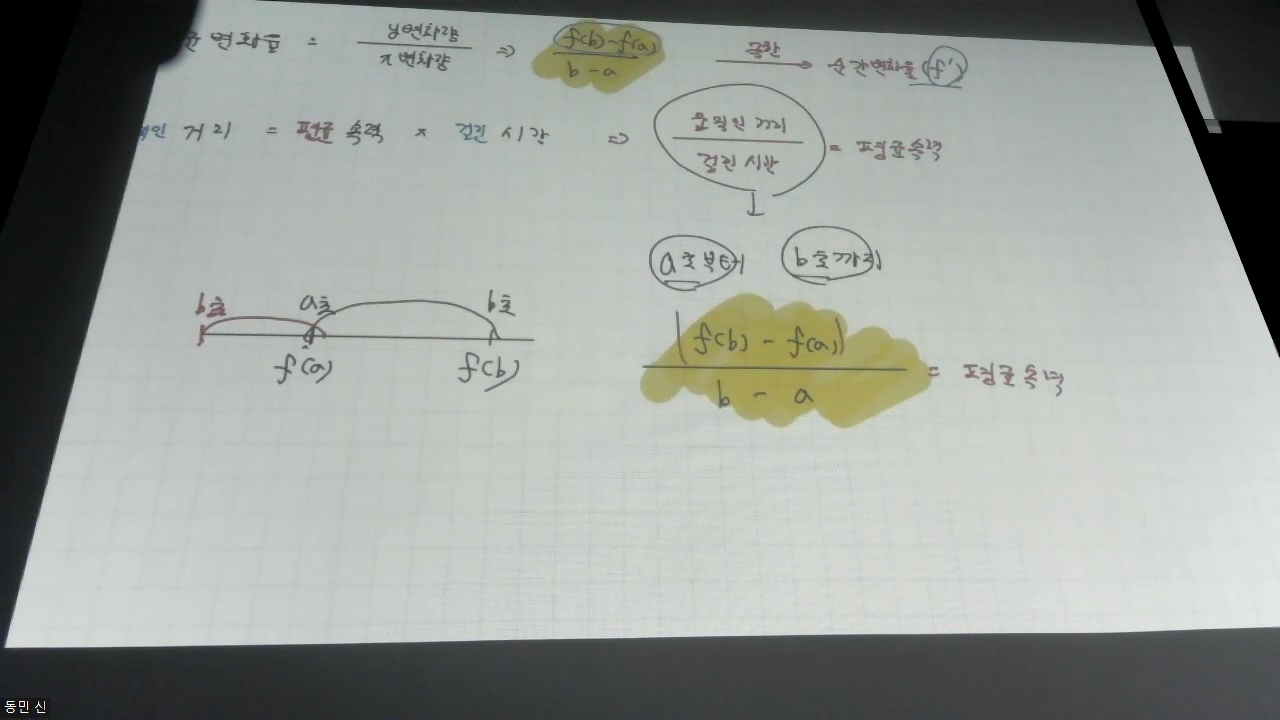 균변화율 = y변화량 / x변화량 ⇒ f(b)-f(a) / b-a 극한 → 순간변화율 (f')
거리 = 평균 속력 × 걸린 시간 ⇒ 움직인 거리 / 걸린 시간 = 평균속력
↓
a초부터 b초까지
b초 a초 b초
f(a) f(b)
|f(b) - f(a)| / b - a = 평균속력
동민 신